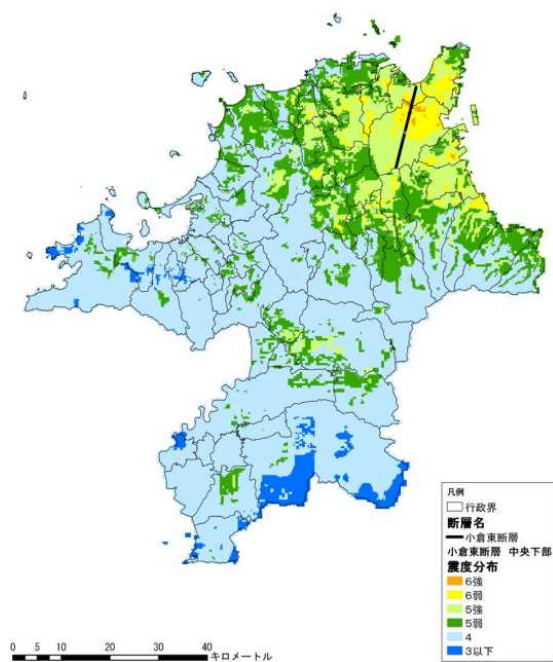 凡例
行政界
断層名
小倉東断層
小倉東断層 中央下部
震度分布
6強
6弱
5強
5弱
4
3以下
0 5 10 20 30 40
キロメートル